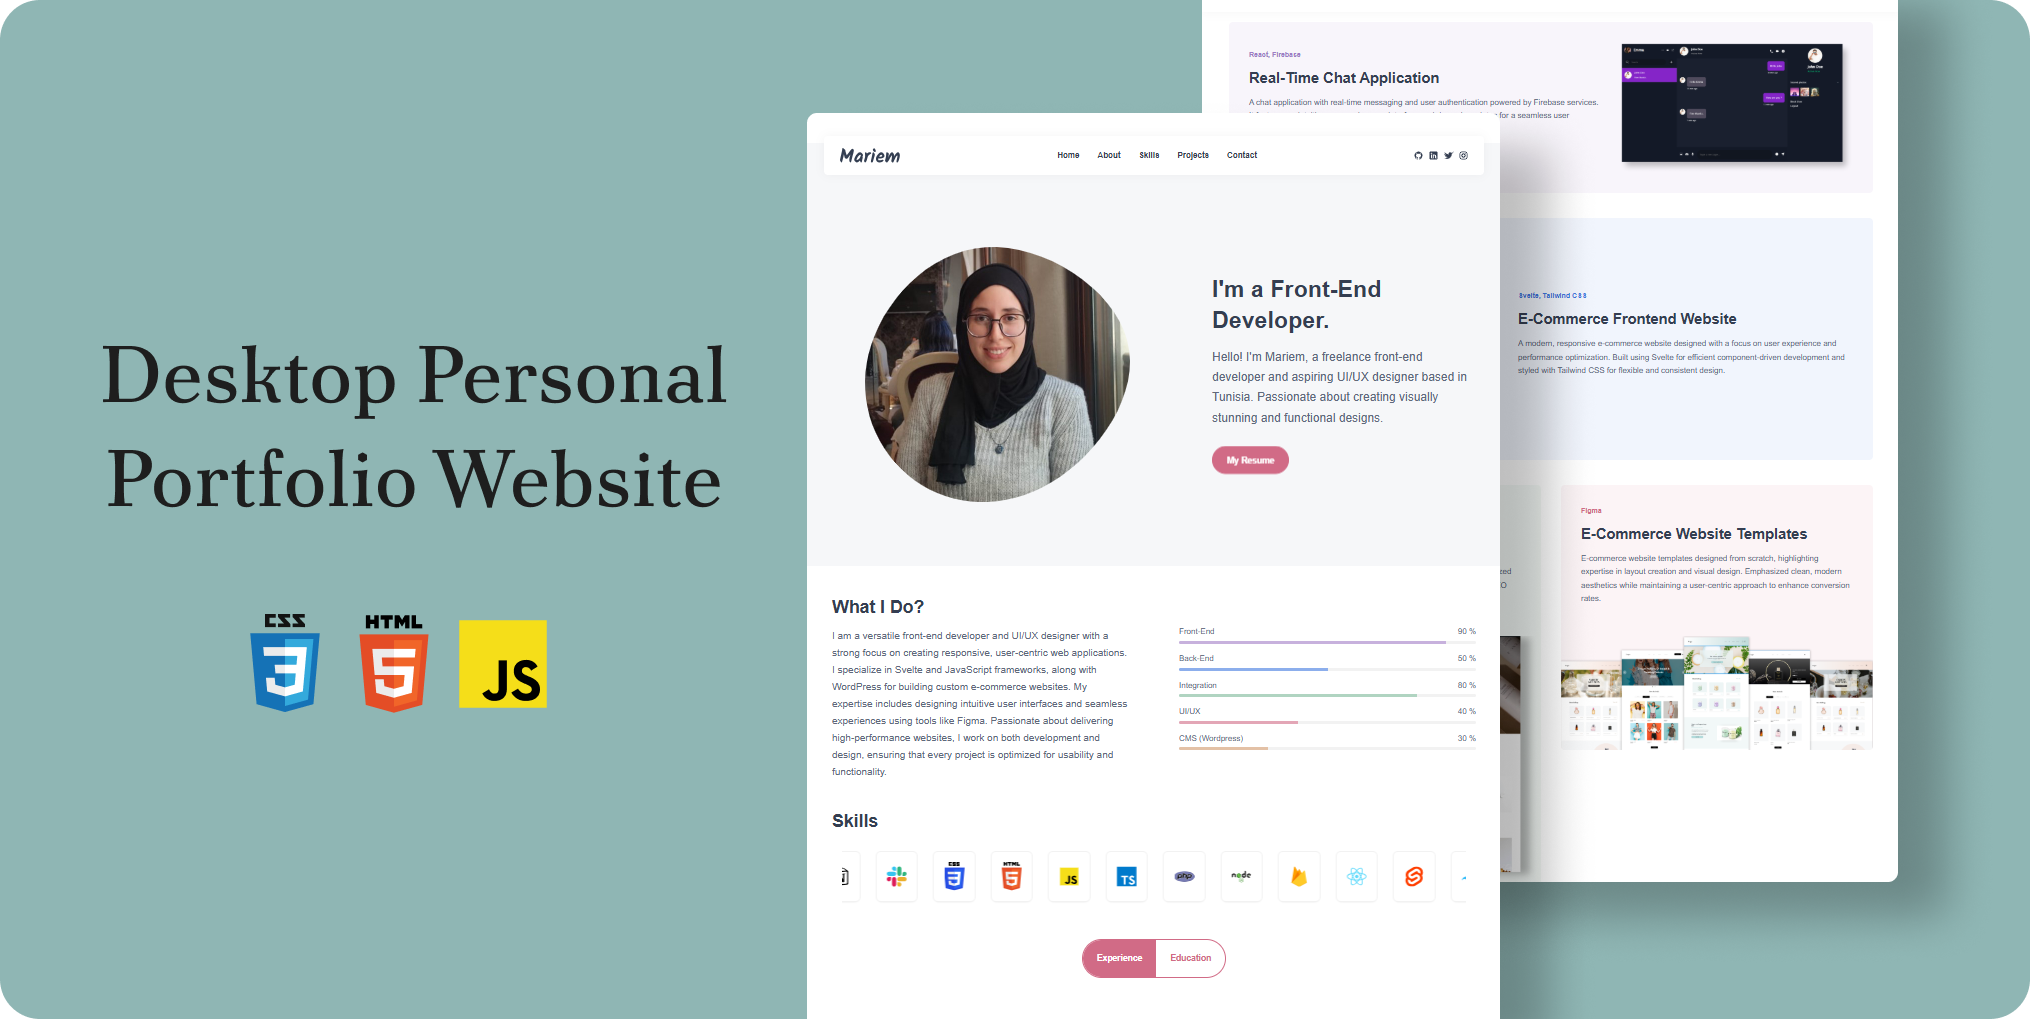 Desktop Personal
Portfolio Website
CSS
3
HTML
5
JS
Mariem
Home About Skills Projects Contact
I'm a Front-End
Developer.
Hello! I'm Mariem, a freelance front-end
developer and aspiring UI/UX designer based in
Tunisia. Passionate about creating visually
stunning and functional designs.
My Resume
What I Do?
I am a versatile front-end developer and UI/UX designer with a
strong focus on creating responsive, user-centric web applications.
I specialize in Svelte and JavaScript frameworks, along with
WordPress for building custom e-commerce websites. My
expertise includes designing intuitive user interfaces and seamless
experiences using tools like Figma. Passionate about delivering
high-performance websites, I work on both development and
design, ensuring that every project is optimized for usability and
functionality.
Front-End 90 %
Back-End 50 %
Integration 80 %
UI/UX 40 %
CMS (Wordpress) 30 %
Skills
CSS
3
HTML
5
JS
TS
php
node
Experience Education
React, Firebase
Real-Time Chat Application
A chat application with real-time messaging and user authentication powered by Firebase services.
for a seamless user
John Doe
Svelte, Tailwind CSS
E-Commerce Frontend Website
A modern, responsive e-commerce website designed with a focus on user experience and
performance optimization. Built using Svelte for efficient component-driven development and
styled with Tailwind CSS for flexible and consistent design.
Figma
E-Commerce Website Templates
E-commerce website templates designed from scratch, highlighting
expertise in layout creation and visual design. Emphasized clean, modern
aesthetics while maintaining a user-centric approach to enhance conversion
rates.